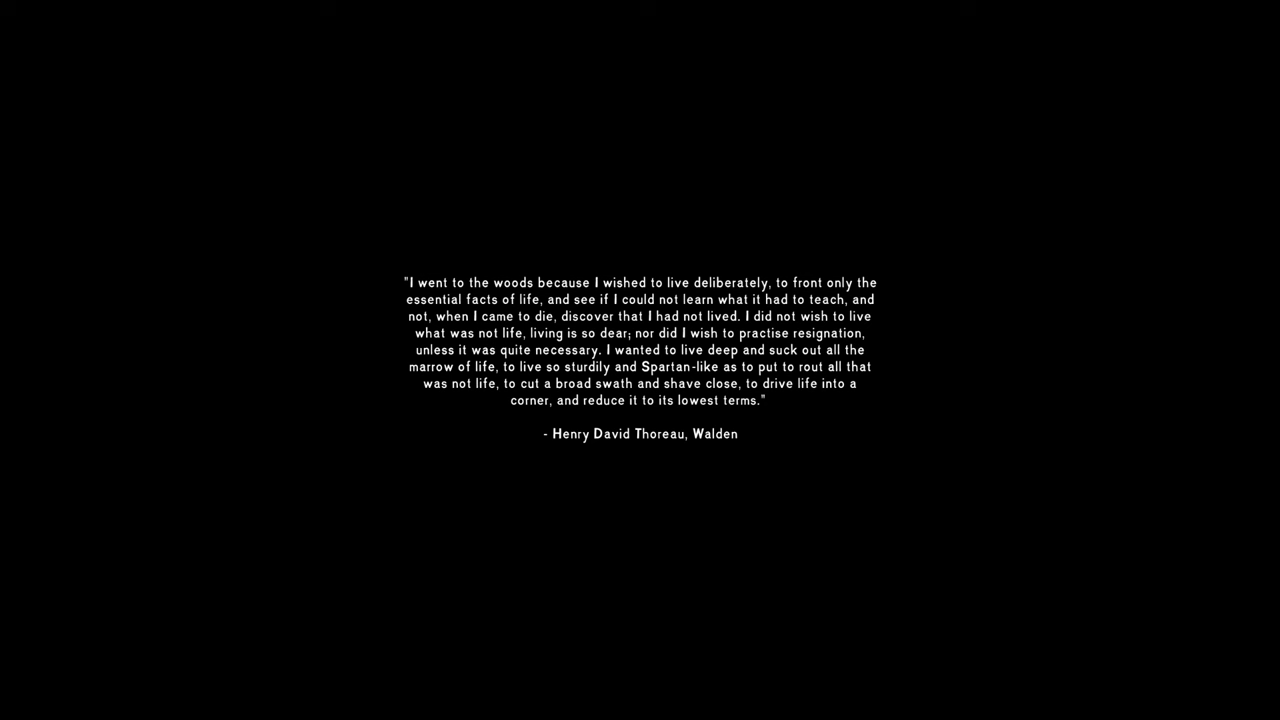 "I went to the woods because I wished to live deliberately, to front only the
essential facts of life, and see if I could not learn what it had to teach, and
not, when I came to die, discover that I had not lived. I did not wish to live
what was not life, living is so dear; nor did I wish to practise resignation,
unless it was quite necessary. I wanted to live deep and suck out all the
marrow of life, to live so sturdily and Spartan-like as to put to rout all that
was not life, to cut a broad swath and shave close, to drive life into a
corner, and reduce it to its lowest terms."
- Henry David Thoreau, Walden